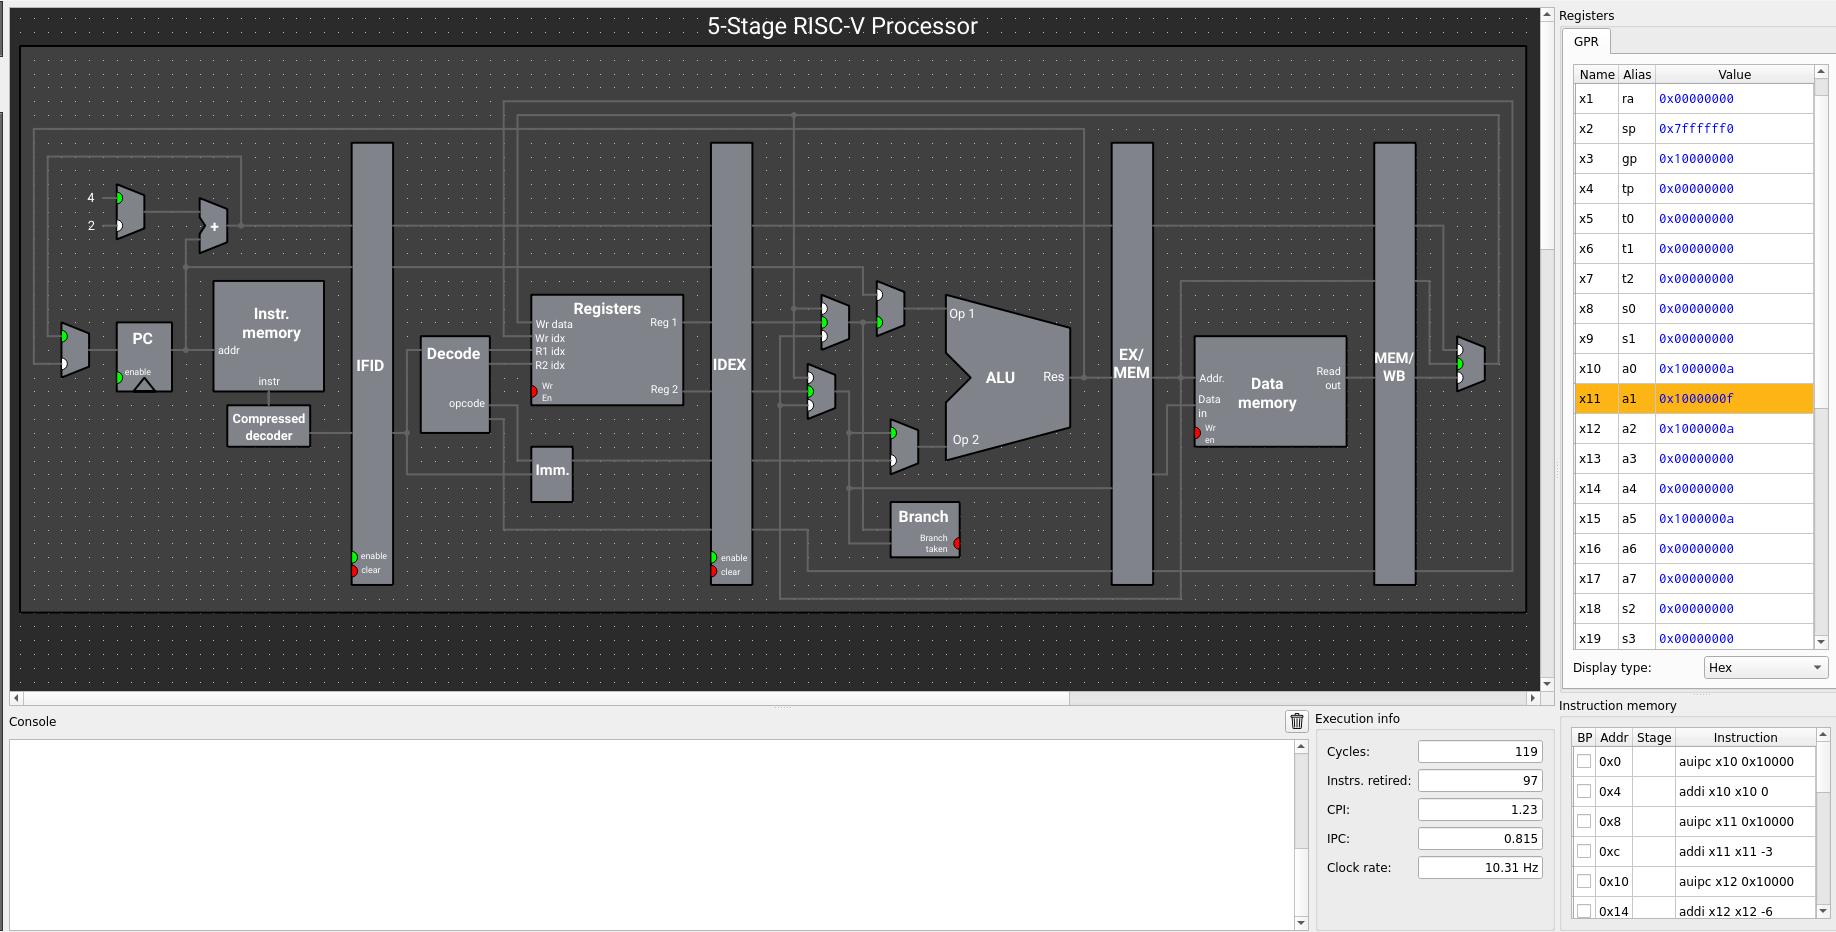 5-Stage RISC-V Processor
4
2
+
PC
enable
Instr.
memory
addr
instr
Compressed
decoder
IFID
enable
clear
Decode
opcode
Registers
Wr data
Wr idx
R1 idx
R2 idx
Wr
En
Reg 1
Reg 2
Imm.
IDEX
enable
clear
Op 1
ALU
Res
Op 2
Branch
Branch
taken
EX/
MEM
Addr.
Data
in
Wr
en
Data
memory
Read
out
MEM/
WB
Registers
GPR
Name Alias Value
x1 ra 0x00000000
x2 sp 0x7ffffff0
x3 gp 0x10000000
x4 tp 0x00000000
x5 t0 0x00000000
x6 t1 0x00000000
x7 t2 0x00000000
x8 s0 0x00000000
x9 s1 0x00000000
x10 a0 0x1000000a
x11 a1 0x1000000f
x12 a2 0x1000000a
x13 a3 0x00000000
x14 a4 0x00000000
x15 a5 0x1000000a
x16 a6 0x00000000
x17 a7 0x00000000
x18 s2 0x00000000
x19 s3 0x00000000
Display type: Hex
Console
Execution info
Cycles: 119
Instrs. retired: 97
CPI: 1.23
IPC: 0.815
Clock rate: 10.31 Hz
Instruction memory
BP Addr Stage Instruction
0x0 auipc x10 0x10000
0x4 addi x10 x10 0
0x8 auipc x11 0x10000
0xc addi x11 x11 -3
0x10 auipc x12 0x10000
0x14 addi x12 x12 -6